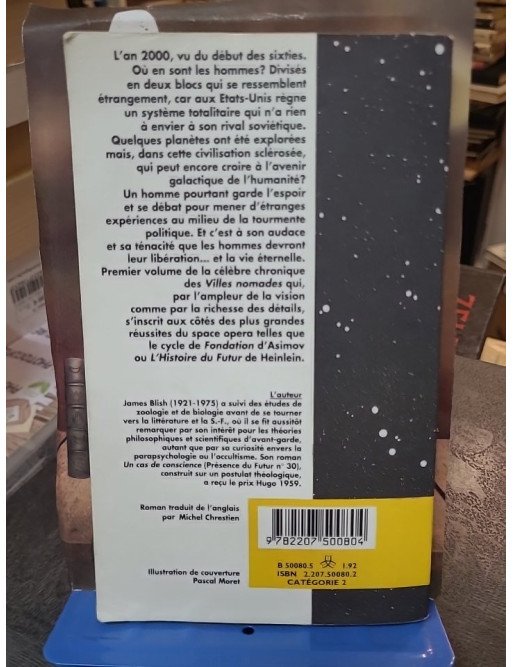 L'an 2000, vu du début des sixties.
Où en sont les hommes? Divisés
en deux blocs qui se ressemblent
étrangement, car aux Etats-Unis règne
un système totalitaire qui n'a rien
à envier à son rival soviétique.
Quelques planètes ont été explorées
mais, dans cette civilisation sclérosée,
qui peut encore croire à l'avenir
galactique de l'humanité?
Un homme pourtant garde l'espoir
et se débat pour mener d'étranges
expériences au milieu de la tourmente
politique. Et c'est à son audace
et sa ténacité que les hommes devront
leur libération... et la vie éternelle.
Premier volume de la célèbre chronique
des Villes nomades qui,
par l'ampleur de la vision
comme par la richesse des détails,
s'inscrit aux côtés des plus grandes
réussites du space opera telles que
le cycle de Fondation d'Asimov
ou L'Histoire du Futur de Heinlein.
L'auteur
James Blish (1921-1975) a suivi des études de
zoologie et de biologie avant de se tourner
vers la littérature et la S.-F., où il se fit aussitôt
remarquer par son intérêt pour les théories
philosophiques et scientifiques d'avant-garde,
autant que par sa curiosité envers la
parapsychologie ou l'occultisme. Son roman
Un cas de conscience (Présence du Futur n° 30),
construit sur un postulat théologique,
a reçu le prix Hugo 1959.
Roman traduit de l'anglais
par Michel Chrestien
Illustration de couverture
Pascal Moret
9 782207 500804
B 50080.5 1.92
ISBN 2.207.50080.2
CATÉGORIE 2